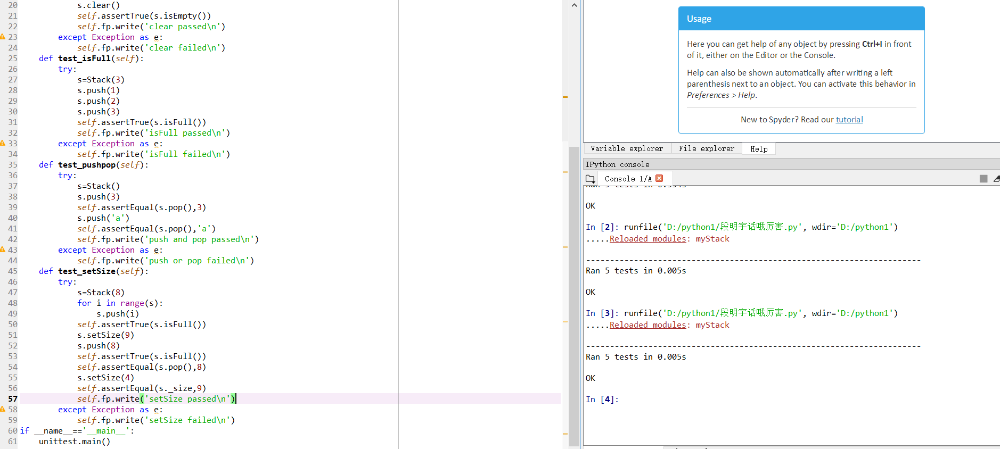 20 s.clear()
21 self.assertTrue(s.isEmpty())
22 self.fp.write('clear passed\n')
23 except Exception as e:
24 self.fp.write('clear failed\n')
25 def test_isFull(self):
26 try:
27 s=Stack(3)
28 s.push(1)
29 s.push(2)
30 s.push(3)
31 self.assertTrue(s.isFull())
32 self.fp.write('isFull passed\n')
33 except Exception as e:
34 self.fp.write('isFull failed\n')
35 def test_pushpop(self):
36 try:
37 s=Stack()
38 s.push(3)
39 self.assertEqual(s.pop(),3)
40 s.push('a')
41 self.assertEqual(s.pop(),'a')
42 self.fp.write('push and pop passed\n')
43 except Exception as e:
44 self.fp.write('push or pop failed\n')
45 def test_setSize(self):
46 try:
47 s=Stack(8)
48 for i in range(s):
49 s.push(i)
50 self.assertTrue(s.isFull())
51 s.setSize(9)
52 s.push(8)
53 self.assertTrue(s.isFull())
54 self.assertEqual(s.pop(),8)
55 s.setSize(4)
56 self.assertEqual(s._size,9)
57 self.fp.write('setSize passed\n')
58 except Exception as e:
59 self.fp.write('setSize failed\n')
60 if __name__=='__main__':
61 unittest.main()
Usage
Here you can get help of any object by pressing Ctrl+I in front
of it, either on the Editor or the Console.
Help can also be shown automatically after writing a left
parenthesis next to an object. You can activate this behavior in
Preferences > Help.
New to Spyder? Read our tutorial
Variable explorer File explorer Help
IPython console
Console 1/A
Ran 5 tests in
OK
In [2]: runfile('D:/python1/段明宇话哦厉害.py', wdir='D:/python1')
.....Reloaded modules: myStack
----------------------------------------------------------------------
Ran 5 tests in 0.005s
OK
In [3]: runfile('D:/python1/段明宇话哦厉害.py', wdir='D:/python1')
.....Reloaded modules: myStack
----------------------------------------------------------------------
Ran 5 tests in 0.005s
OK
In [4]: